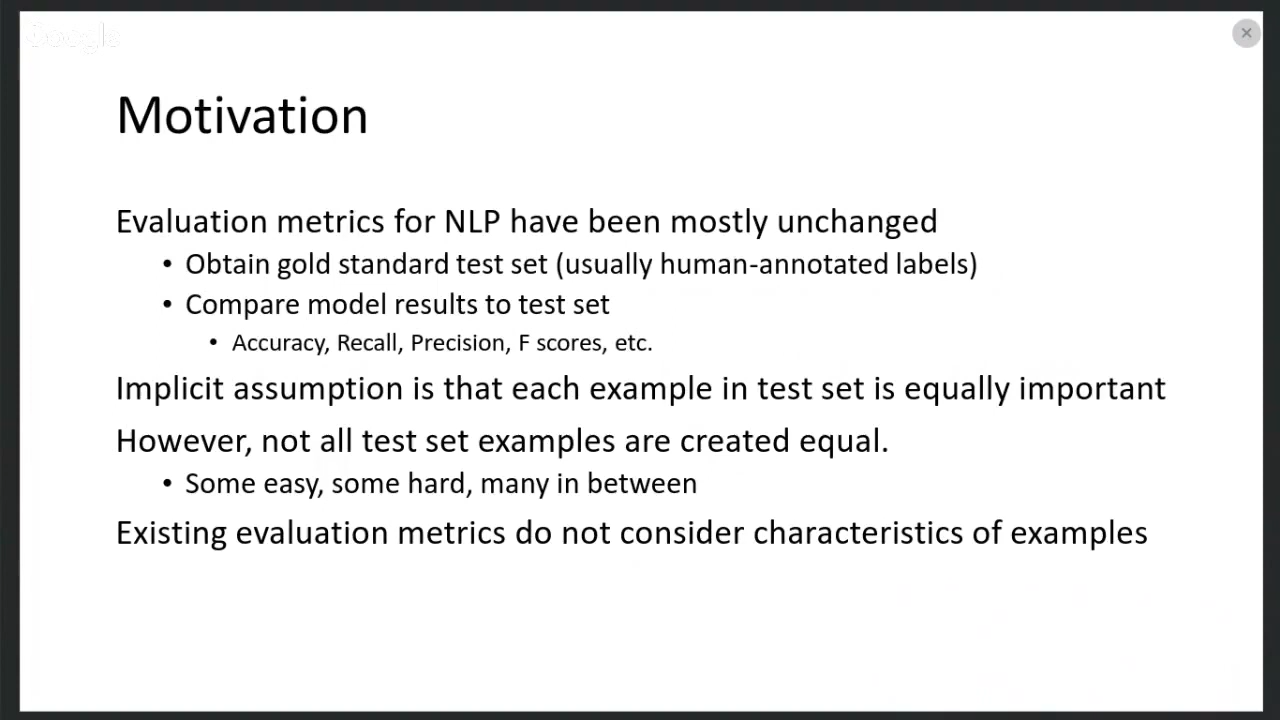 Google
Motivation
Evaluation metrics for NLP have been mostly unchanged
• Obtain gold standard test set (usually human-annotated labels)
• Compare model results to test set
• Accuracy, Recall, Precision, F scores, etc.
Implicit assumption is that each example in test set is equally important
However, not all test set examples are created equal.
• Some easy, some hard, many in between
Existing evaluation metrics do not consider characteristics of examples